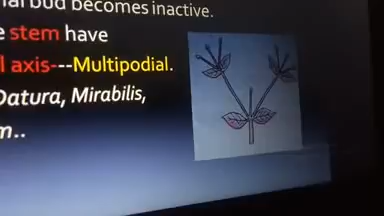 bud becomes inactive.
stem have
axis---Multipodial.
Datura, Mirabilis,